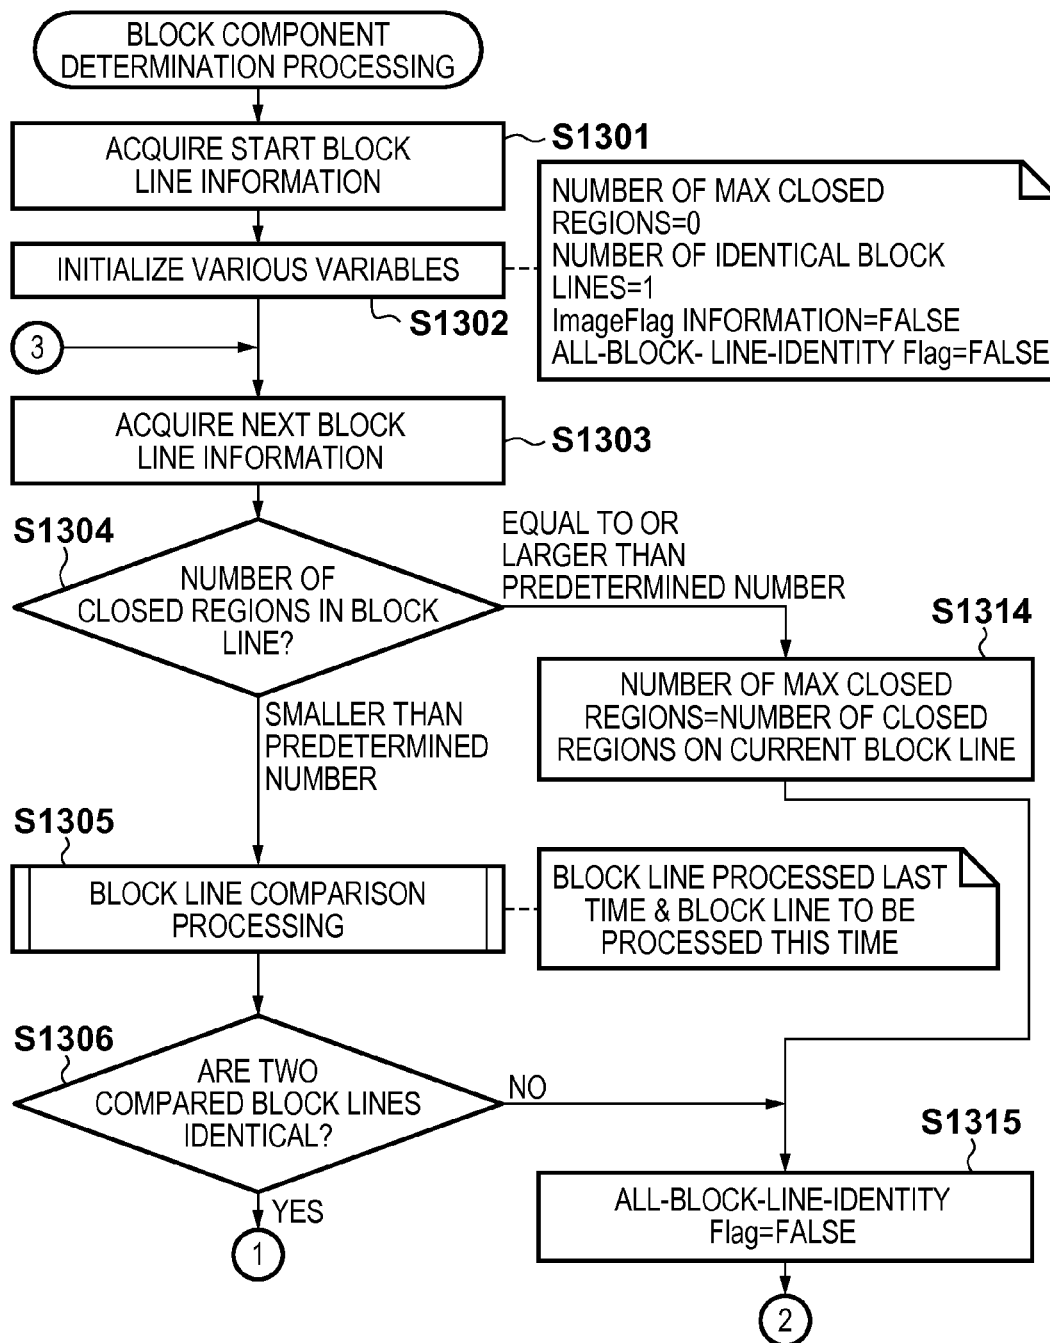 BLOCK COMPONENT
DETERMINATION PROCESSING
S1301
ACQUIRE START BLOCK
LINE INFORMATION
NUMBER OF MAX CLOSED
REGIONS=0
NUMBER OF IDENTICAL BLOCK
LINES=1
ImageFlag INFORMATION=FALSE
ALL-BLOCK- LINE-IDENTITY Flag=FALSE
INITIALIZE VARIOUS VARIABLES
S1302
3
ACQUIRE NEXT BLOCK
LINE INFORMATION
S1303
S1304
NUMBER OF
CLOSED REGIONS IN BLOCK
LINE?
EQUAL TO OR
LARGER THAN
PREDETERMINED NUMBER
S1314
NUMBER OF MAX CLOSED
REGIONS=NUMBER OF CLOSED
REGIONS ON CURRENT BLOCK LINE
SMALLER THAN
PREDETERMINED
NUMBER
S1305
BLOCK LINE COMPARISON
PROCESSING
BLOCK LINE PROCESSED LAST
TIME & BLOCK LINE TO BE
PROCESSED THIS TIME
S1306
ARE TWO
COMPARED BLOCK LINES
IDENTICAL?
NO
S1315
ALL-BLOCK-LINE-IDENTITY
Flag=FALSE
YES
1
2